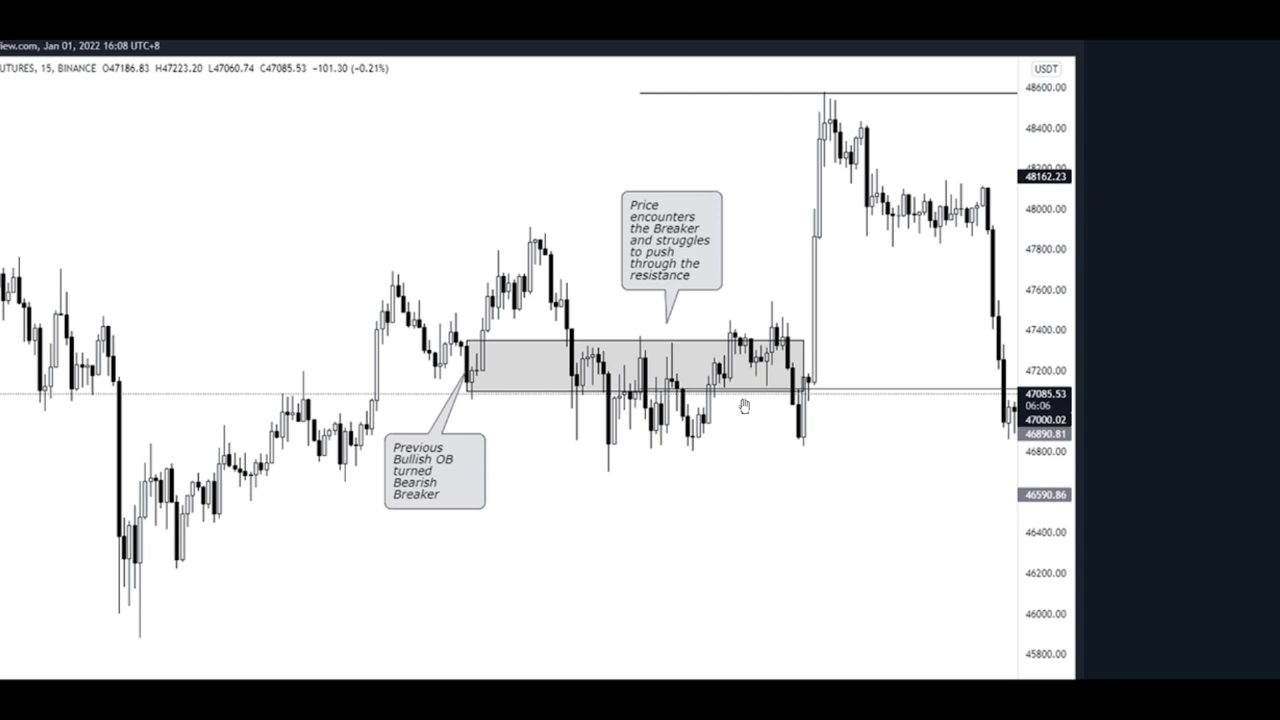 iew.com, Jan 01, 2022 16:08 UTC+8
UTURES, 15, BINANCE O47186.83 H47223.20 L47060.74 C47085.53 −101.30 (−0.21%)
USDT
48600.00
48400.00
48200.00
48162.23
48000.00
47800.00
47600.00
47400.00
47200.00
47085.53
06:06
47000.02
46890.81
46800.00
46590.86
46400.00
46200.00
46000.00
45800.00
Price
encounters
the Breaker
and struggles
to push
through the
resistance
Previous
Bullish OB
turned
Bearish
Breaker